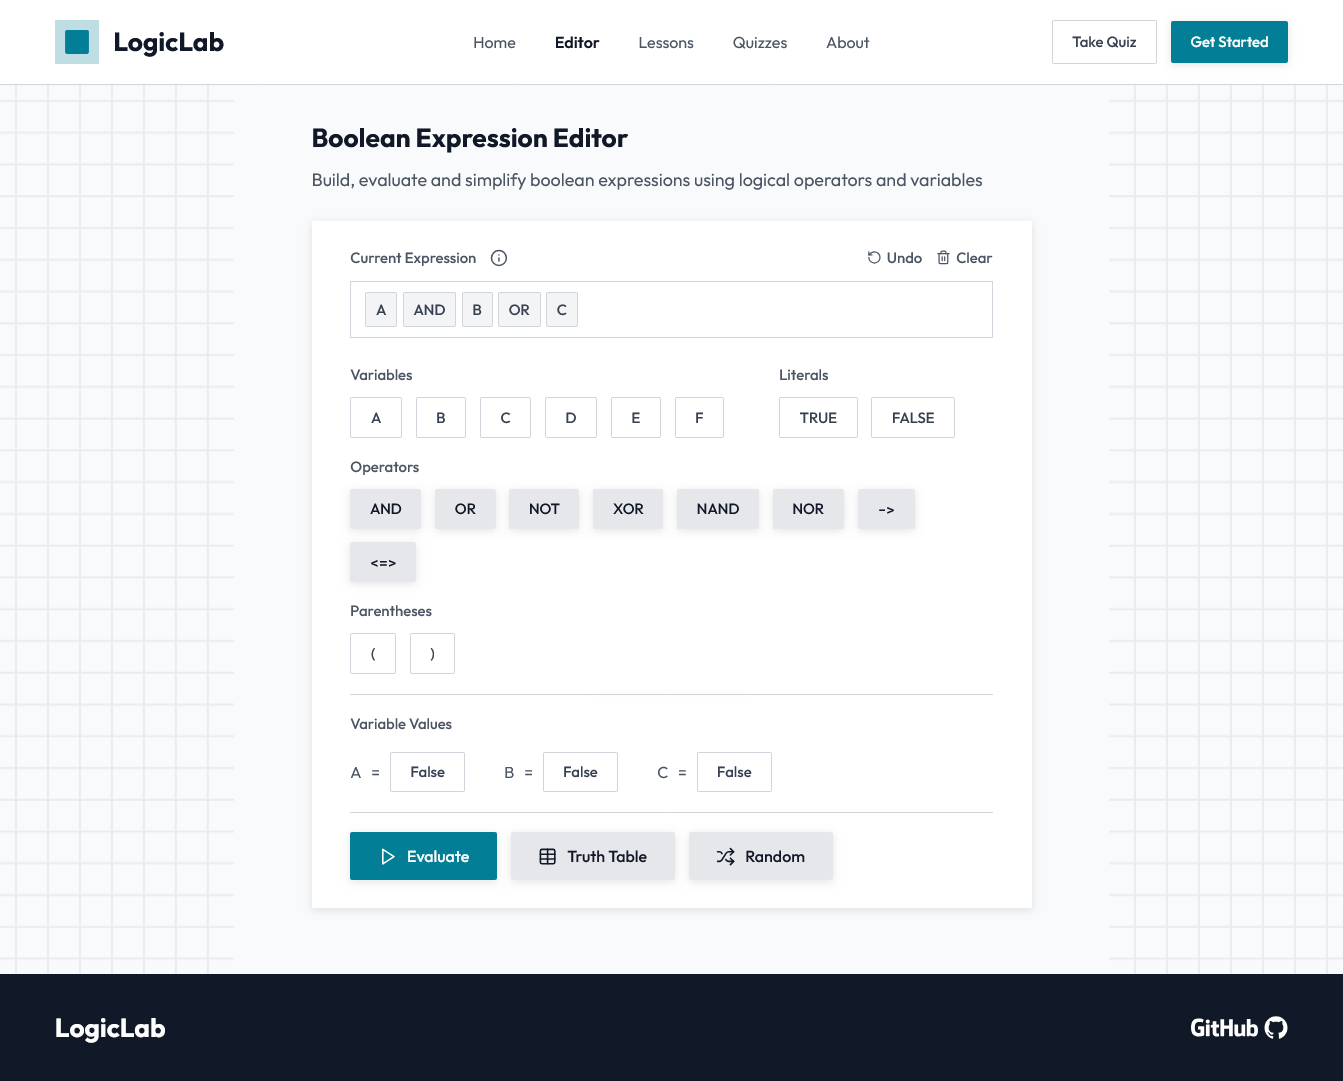 LogicLab
Home Editor Lessons Quizzes About
Take Quiz Get Started
Boolean Expression Editor
Build, evaluate and simplify boolean expressions using logical operators and variables
Current Expression Undo Clear
A AND B OR C
Variables Literals
A B C D E F TRUE FALSE
Operators
AND OR NOT XOR NAND NOR ->
<=>
Parentheses
( )
Variable Values
A = False B = False C = False
Evaluate Truth Table Random
LogicLab GitHub